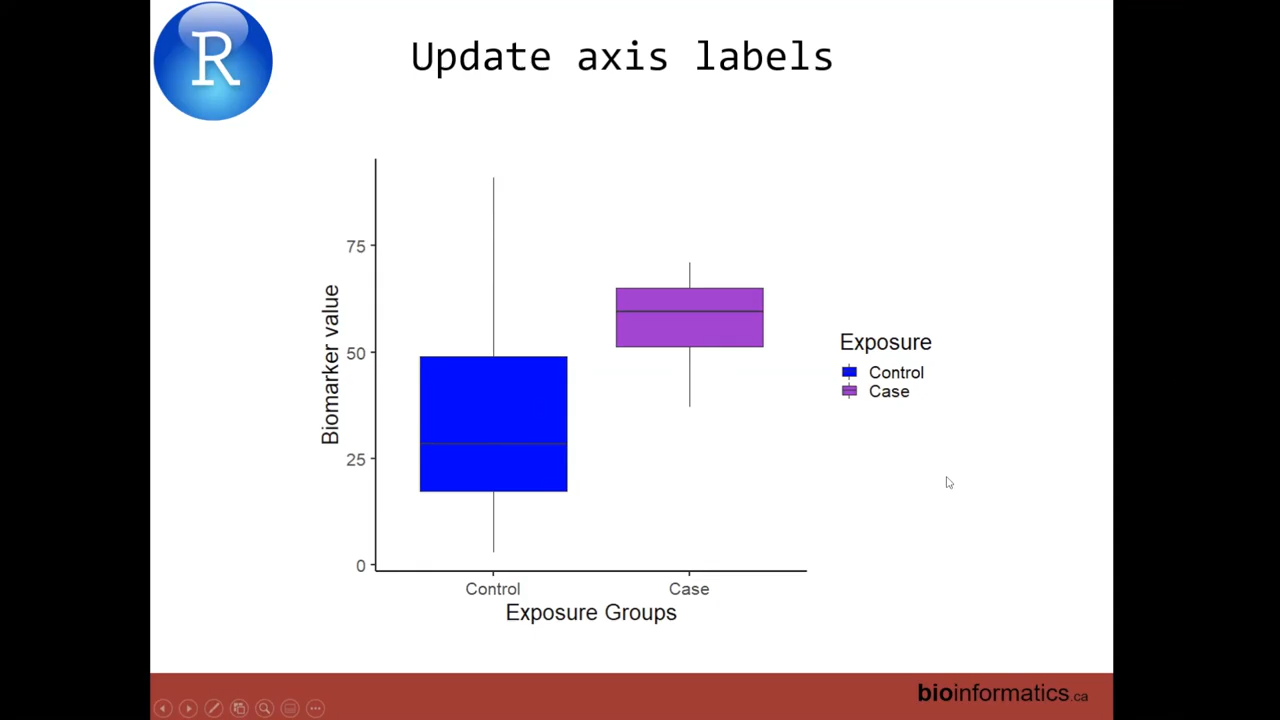 R
Update axis labels
75
50
25
0
Biomarker value
Control
Case
Exposure Groups
Exposure
Control
Case
bioinformatics.ca